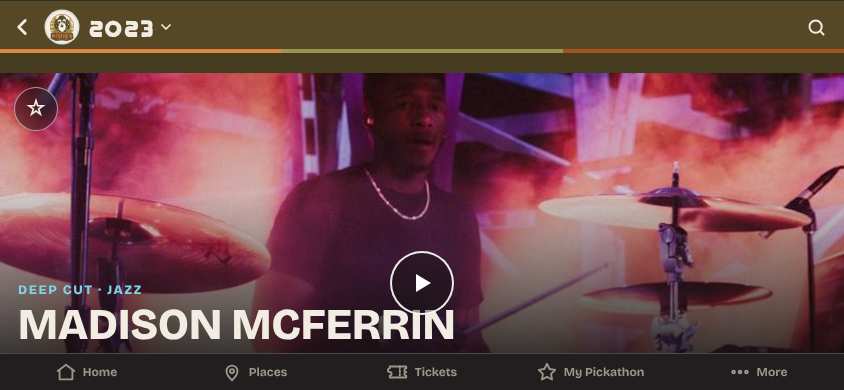 2023
DEEP CUT · JAZZ
MADISON MCFERRIN
Home
Places
Tickets
My Pickathon
More